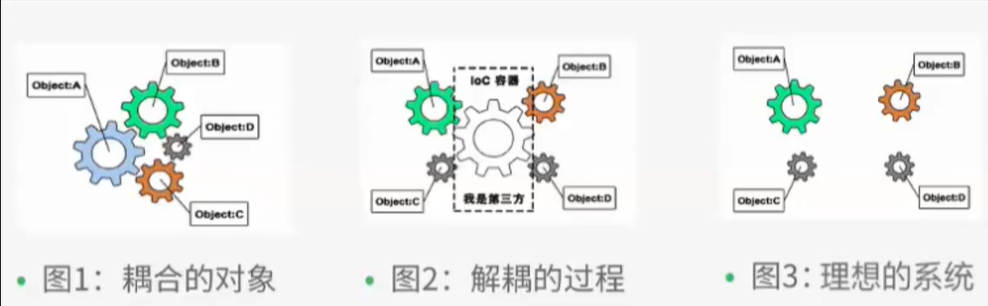 Object:A
Object:B
Object:D
Object:C
图1：耦合的对象
Object:A
IoC 容器
Object:B
Object:C
我是第三方
Object:D
图2：解耦的过程
Object:A
Object:B
Object:C
Object:D
图3：理想的系统